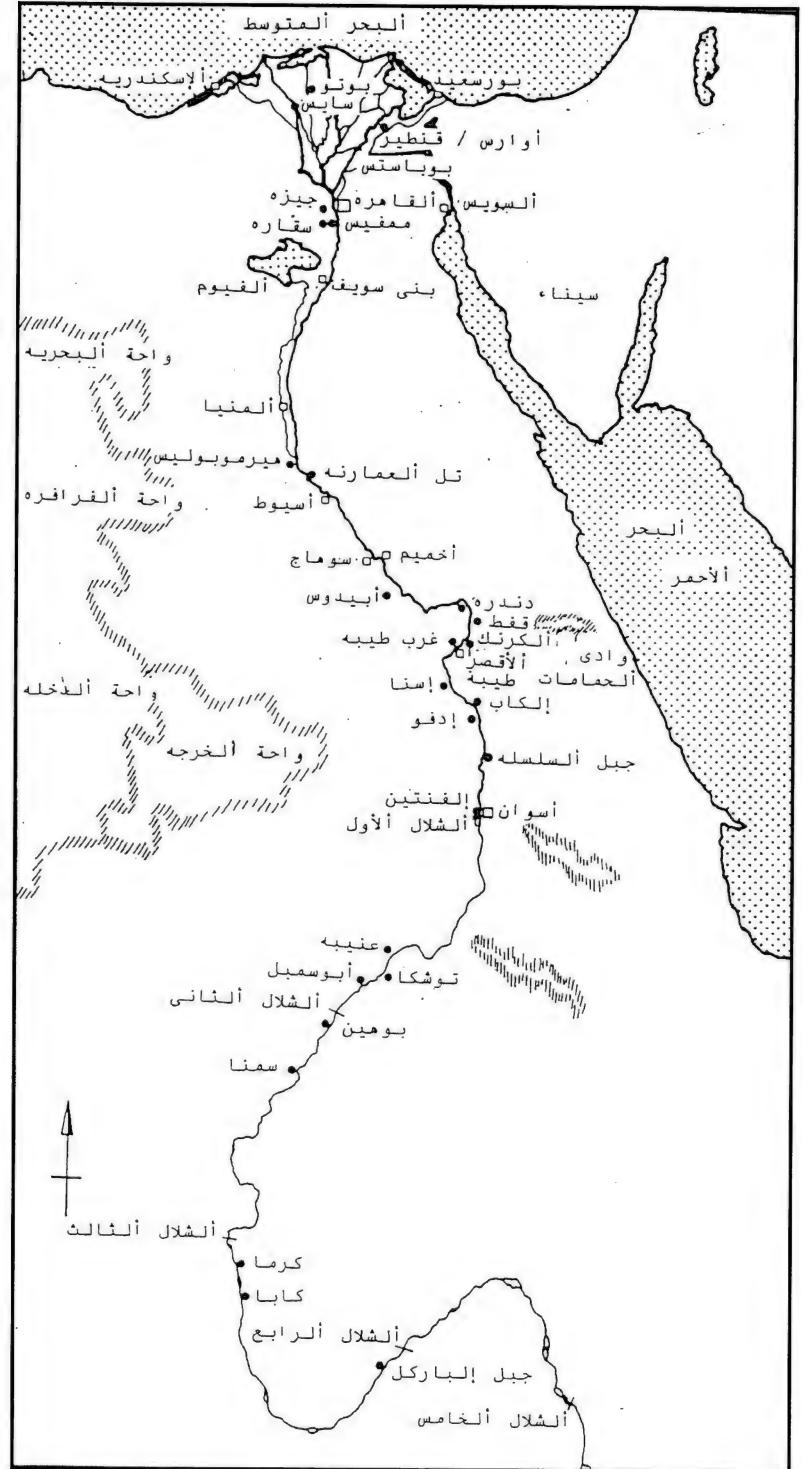 ألبحر ألمتوسط
ألاسكندريه
بوتو
بورسعيد
سايس
أوارس / قنطير
بوباستس
جيزه
ألقاهره
ألسويس
سقاره
ممفيس
ألفيوم
بنى سويف
سيناء
واحة ألبحريه
ألمنيا
هيرموبوليس
تل ألعمارنه
واحة ألفرافره
أسيوط
ألبحر
ألأحمر
سوهاج
أخميم
أبيدوس
دندره
قفط
غرب طيبه
ألكرنك
وادى
ألأقصر
ألحمامات
طيبة
واحة ألدخله
إسنا
إلكاب
إدفو
واحة ألخرجه
جبل ألسلسله
إلفنتين
أسوان
ألشلال ألأول
عنيبه
أبوسمبل
توشكا
ألشلال ألثانى
بوهين
سمنا
ألشلال ألثالث
كرما
كابا
ألشلال ألرابع
جبل إلباركل
ألشلال ألخامس